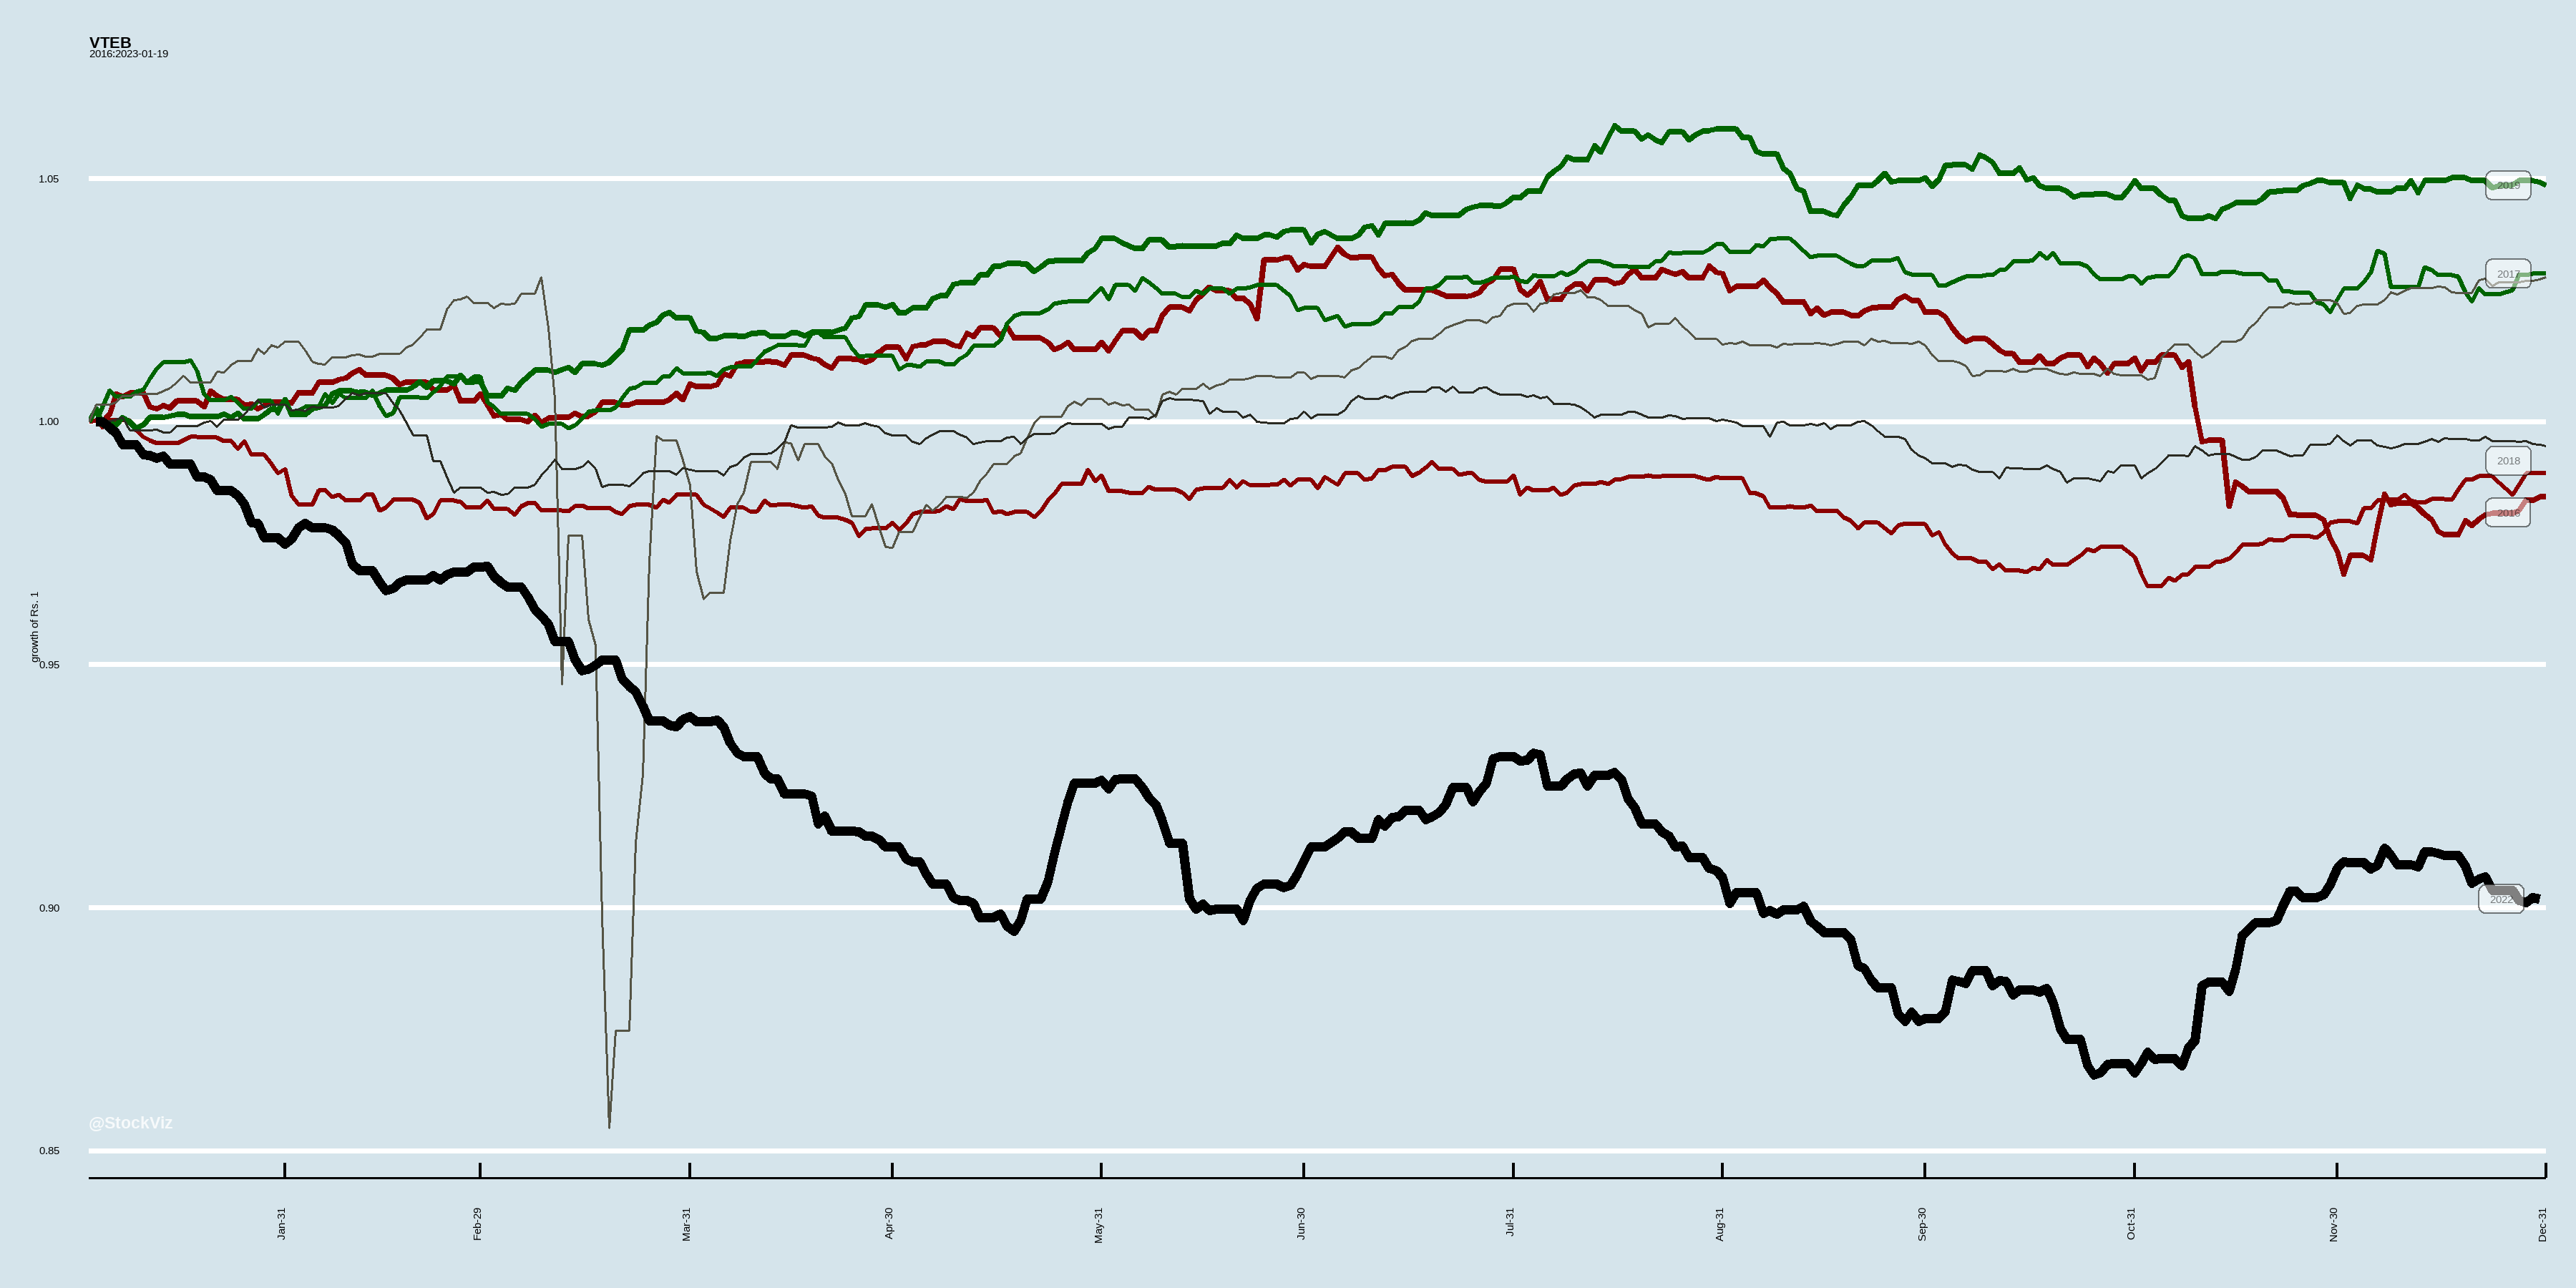 VTEB
2016:2023-01-19
1.05
1.00
0.95
0.90
0.85
growth of Rs. 1
2019
2017
2018
2016
2022
@StockViz
Jan-31
Feb-29
Mar-31
Apr-30
May-31
Jun-30
Jul-31
Aug-31
Sep-30
Oct-31
Nov-30
Dec-31